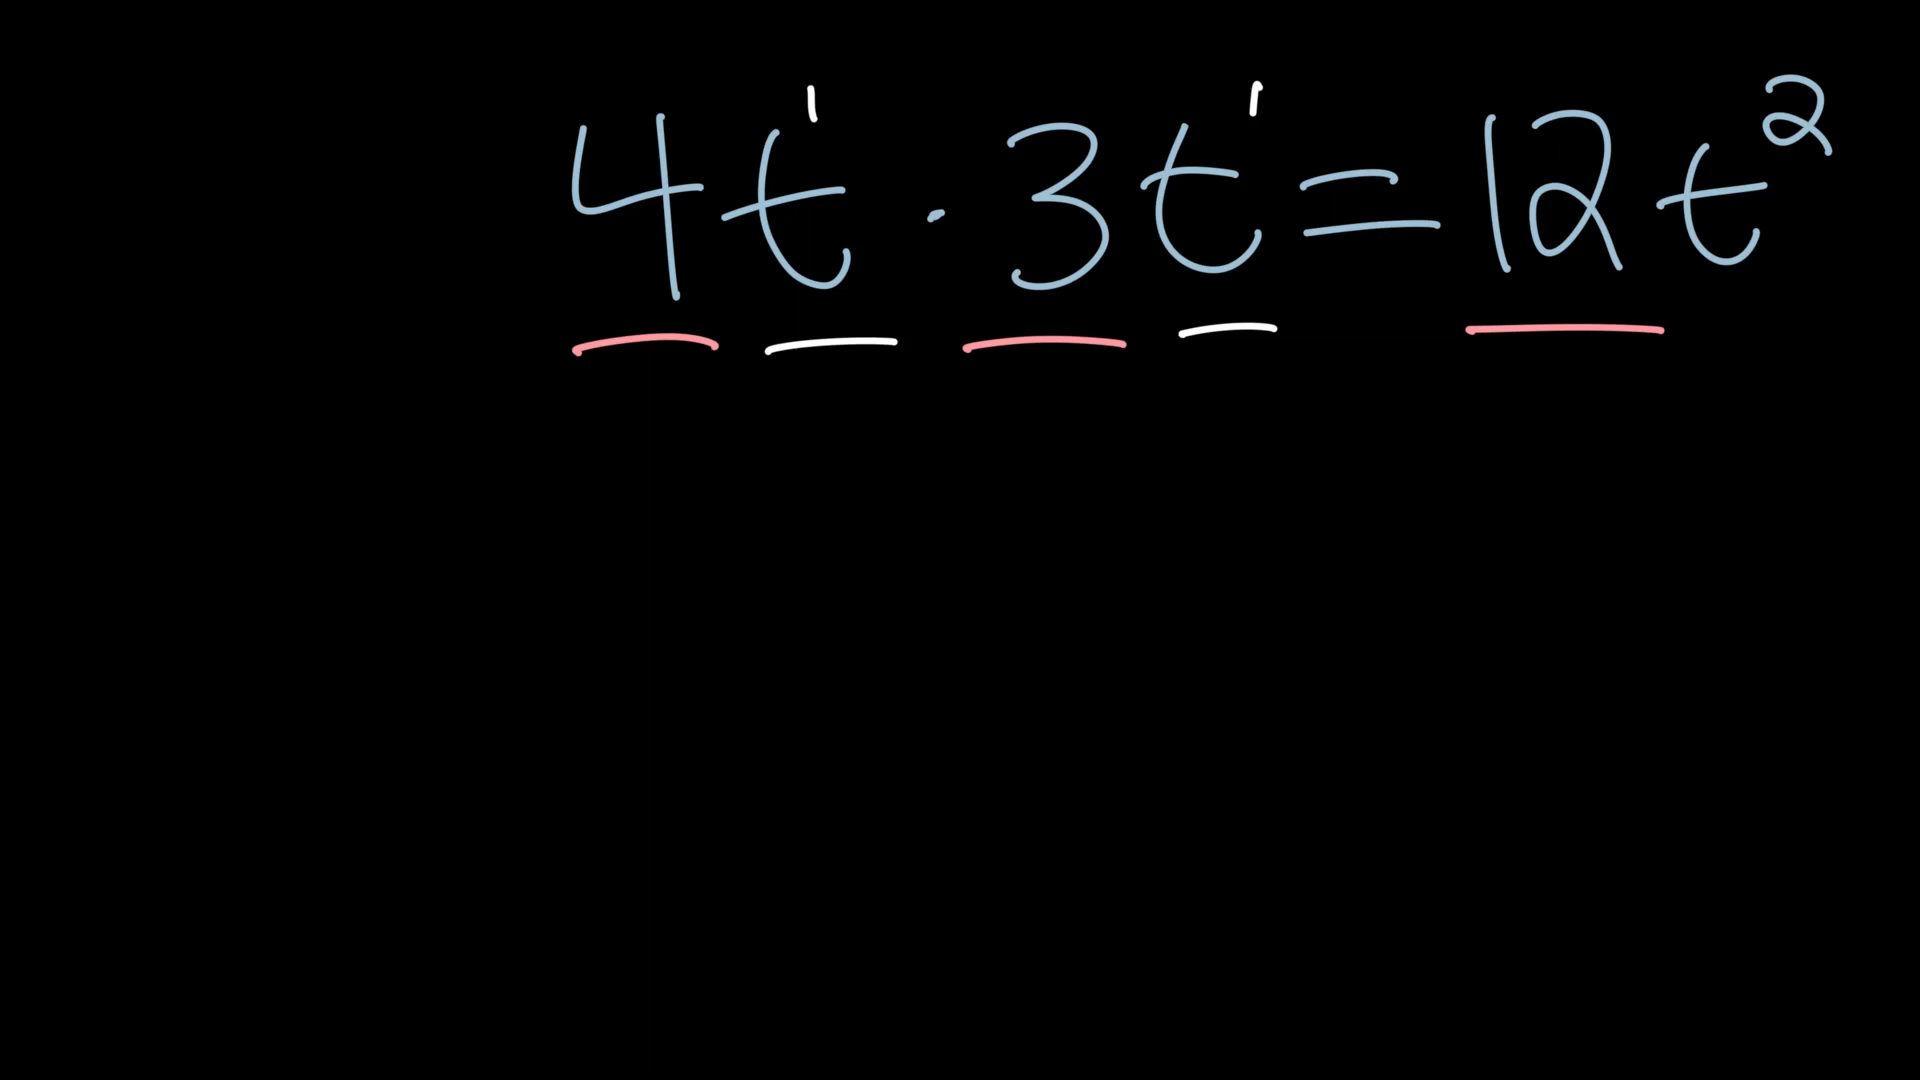 4t¹ · 3t¹ = 12t²